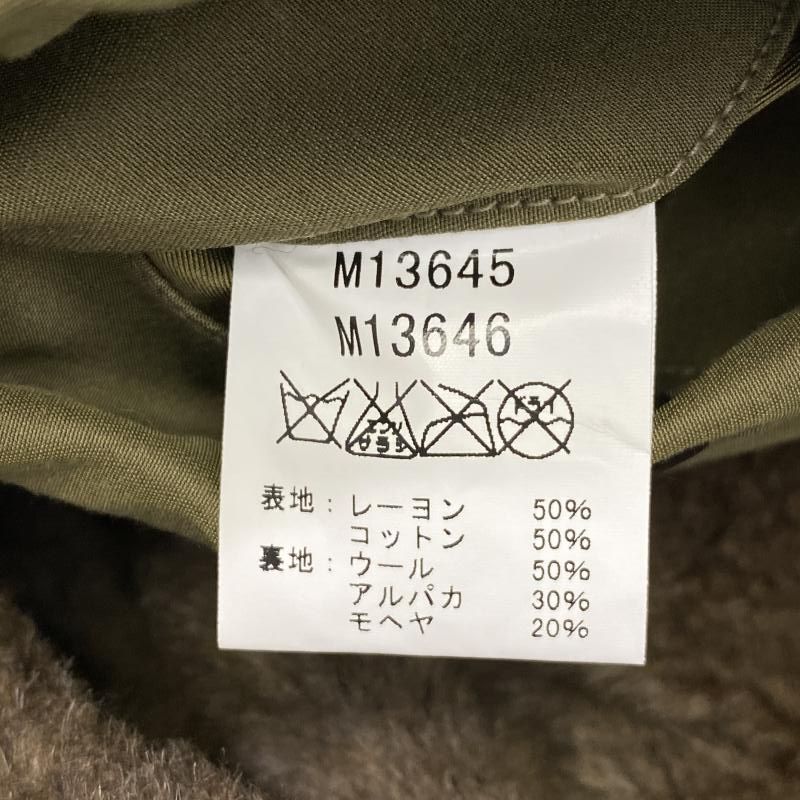 M13645
M13646
エンソ
サラシ
ドライ
表地：レーヨン 50%
コットン 50%
裏地：ウール 50%
アルパカ 30%
モヘヤ 20%